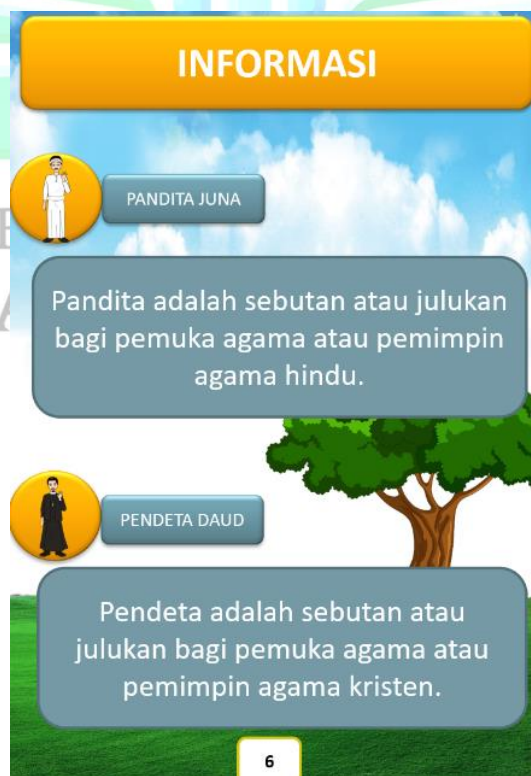 INFORMASI
PANDITA JUNA
Pandita adalah sebutan atau julukan
bagi pemuka agama atau pemimpin
agama hindu.
PENDETA DAUD
Pendeta adalah sebutan atau
julukan bagi pemuka agama atau
pemimpin agama kristen.
6